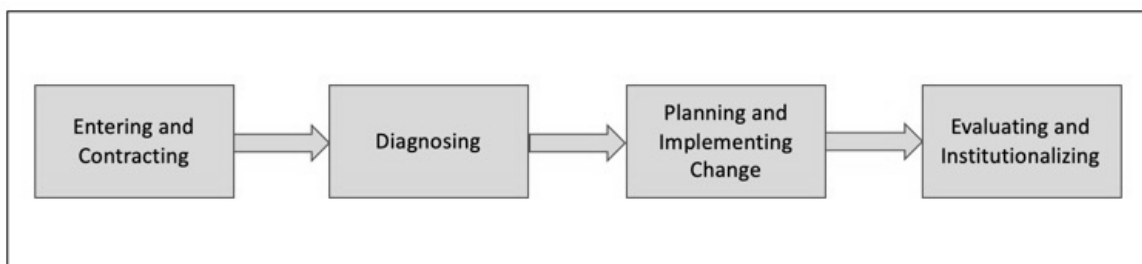 Entering and
Contracting
Diagnosing
Planning and
Implementing
Change
Evaluating and
Institutionalizing